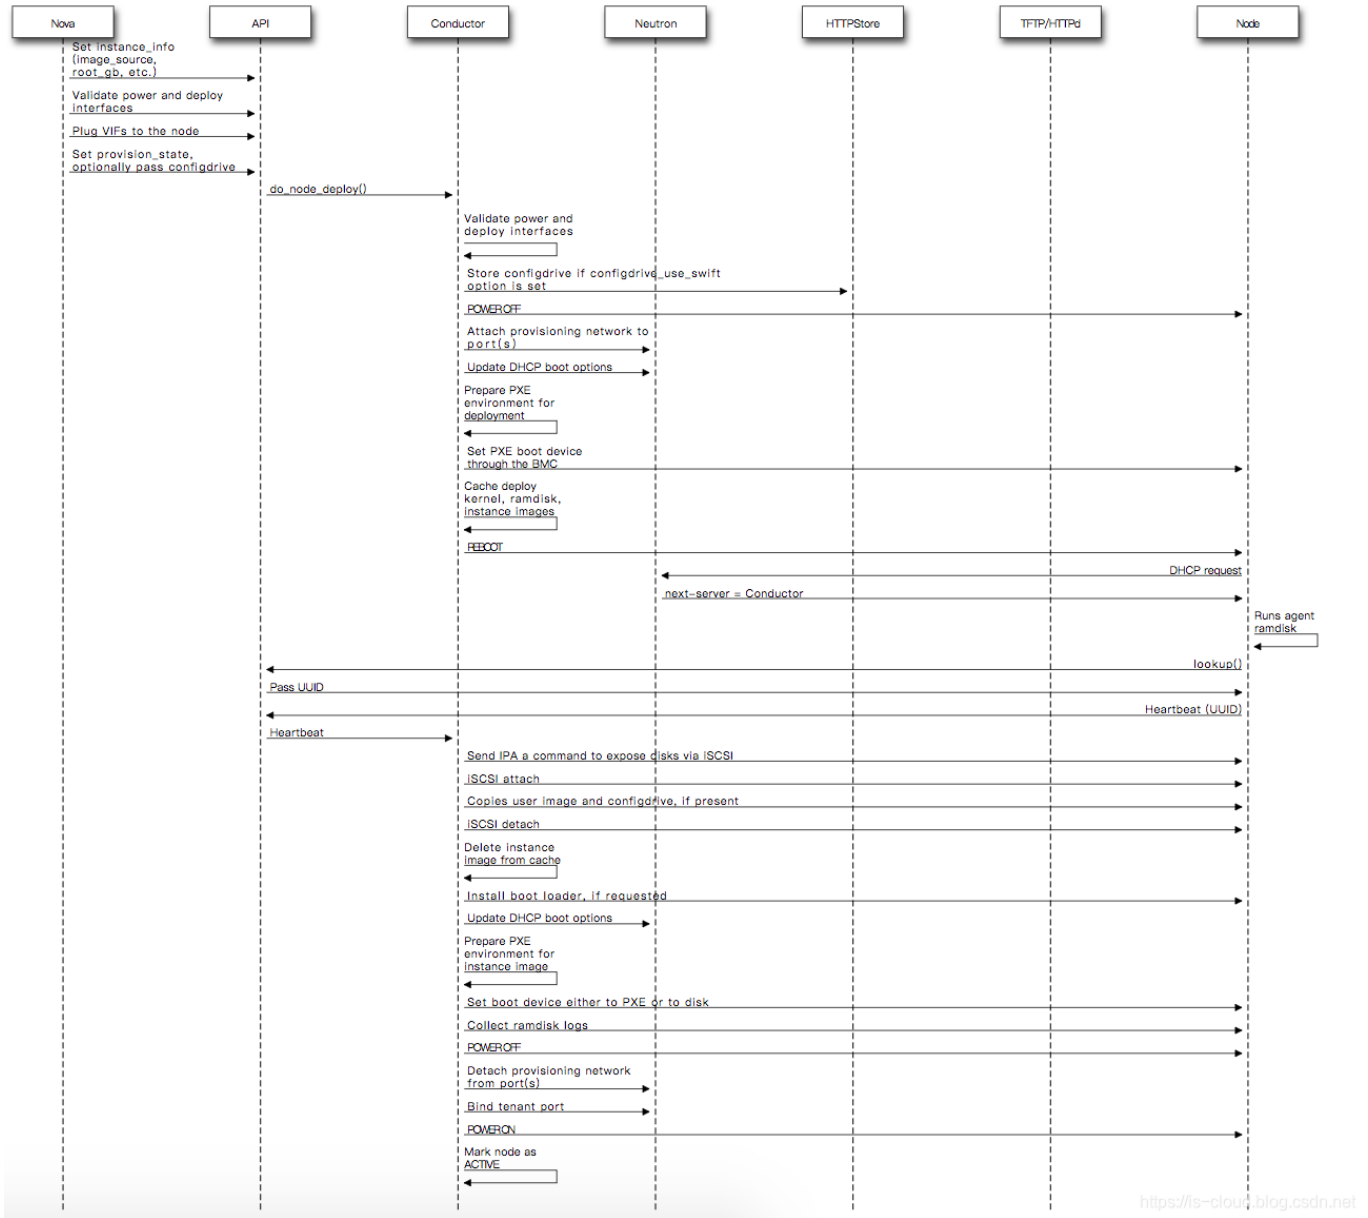 Nova
API
Conductor
Neutron
HTTPStore
TFTP/HTTPd
Node
Set instance_info
(image_source,
root_gb, etc.)
Validate power and deploy
interfaces
Plug VIFs to the node
Set provision_state,
optionally pass configdrive
do_node_deploy()
Validate power and
deploy interfaces
Store configdrive if configdrive_use_swift
option is set
POWER OFF
Attach provisioning network to
port(s)
Update DHCP boot options
Prepare PXE
environment for
deployment
Set PXE boot device
through the BMC
Cache deploy
kernel, ramdisk,
instance images
REBOOT
DHCP request
next-server = Conductor
Runs agent
ramdisk
lookup()
Pass UUID
Heartbeat (UUID)
Heartbeat
Send IPA a command to expose disks via iSCSI
iSCSI attach
Copies user image and configdrive, if present
iSCSI detach
Delete instance
image from cache
Install boot loader, if requested
Update DHCP boot options
Prepare PXE
environment for
instance image
Set boot device either to PXE or to disk
Collect ramdisk logs
POWER OFF
Detach provisioning network
from port(s)
Bind tenant port
POWER ON
Mark node as
ACTIVE
https://is-cloud.blog.csdn.net